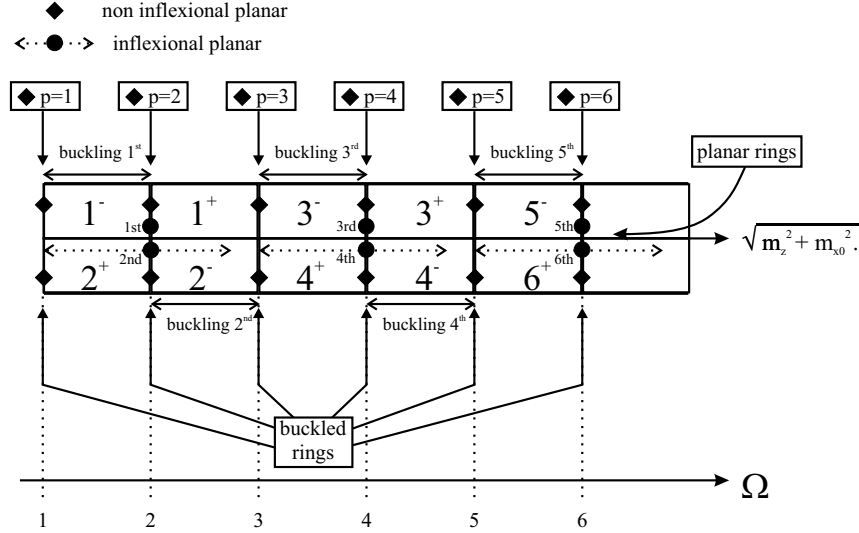 non inflexional planar
inflexional planar
p=1 p=2 p=3 p=4 p=5 p=6
buckling 1st buckling 3rd buckling 5th
planar rings
1- 1+ 3- 3+ 5-
1st 3rd 5th
√mz2 + mx02 .
2nd 4th 6th
2+ 2- 4+ 4- 6+
buckling 2nd buckling 4th
buckled
rings
Ω
1 2 3 4 5 6